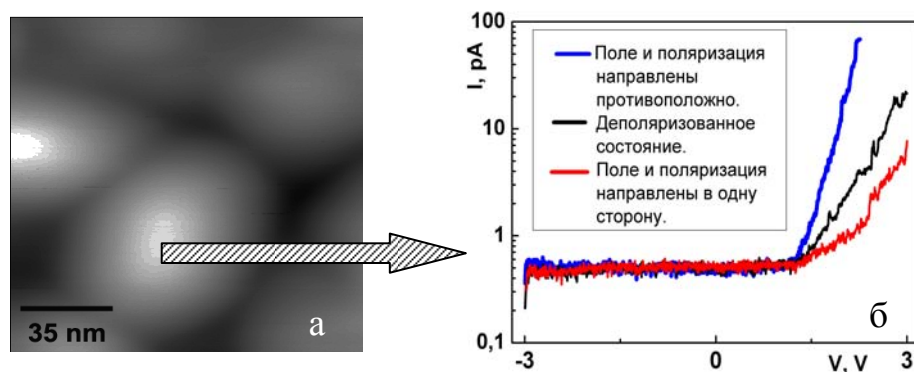 35 nm
а
I, pA
100
10
1
0,1
Поле и поляризация
направлены
противоположно.
Деполяризованное
состояние.
Поле и поляризация
направлены в одну
сторону.
б
-3
0
V, V
3